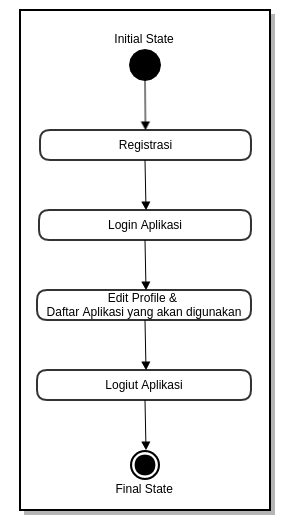 Initial State
Registrasi
Login Aplikasi
Edit Profile &
Daftar Aplikasi yang akan digunakan
Logiut Aplikasi
Final State